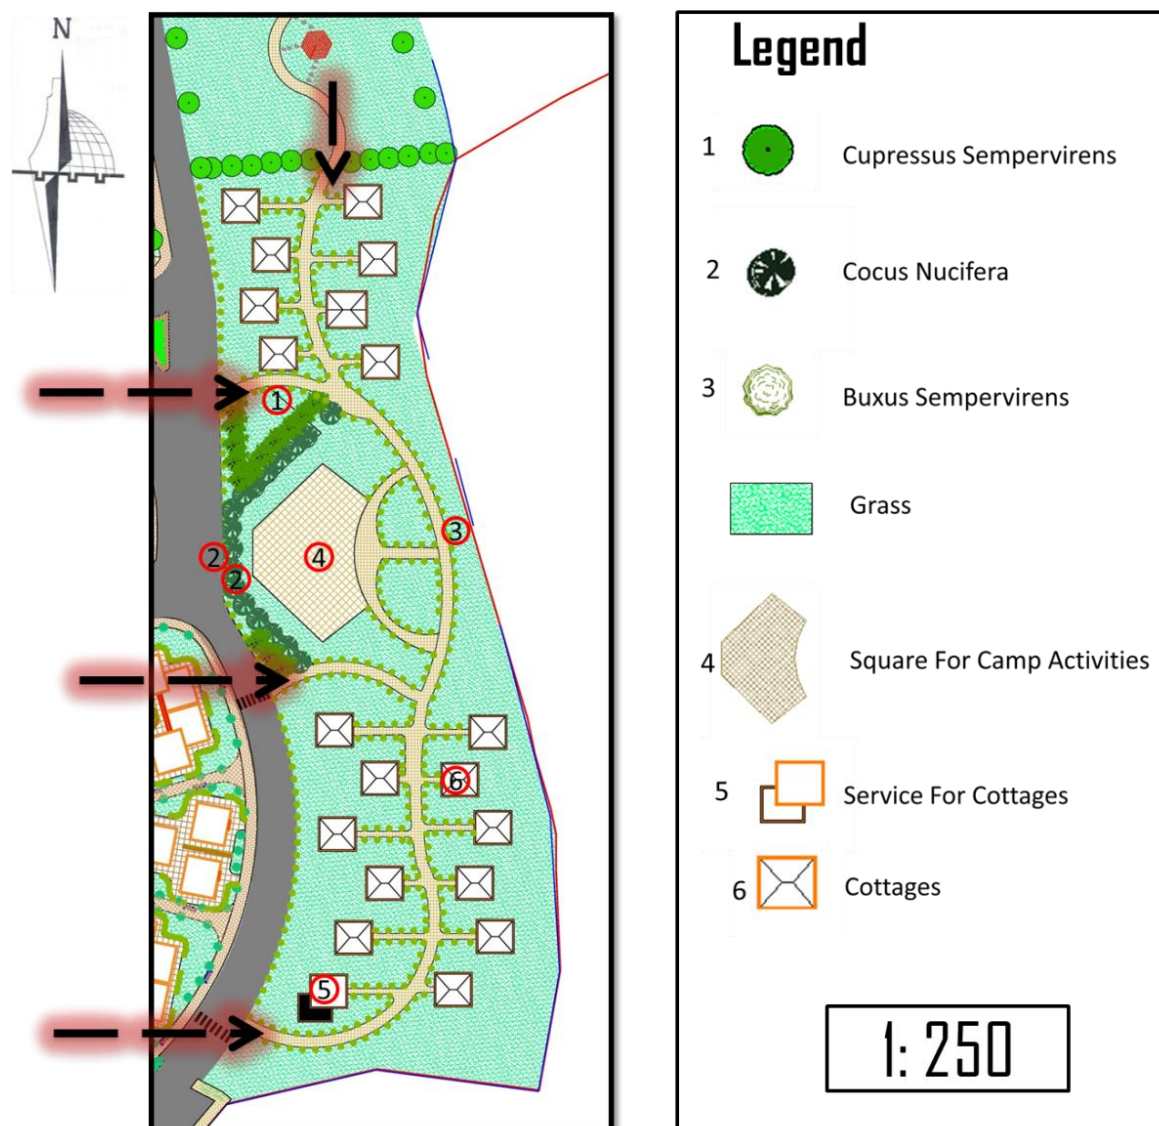 N
1
2
2
3
4
6
5
Legend
1 Cupressus Sempervirens
2 Cocus Nucifera
3 Buxus Sempervirens
Grass
4 Square For Camp Activities
5 Service For Cottages
6 Cottages
1: 250